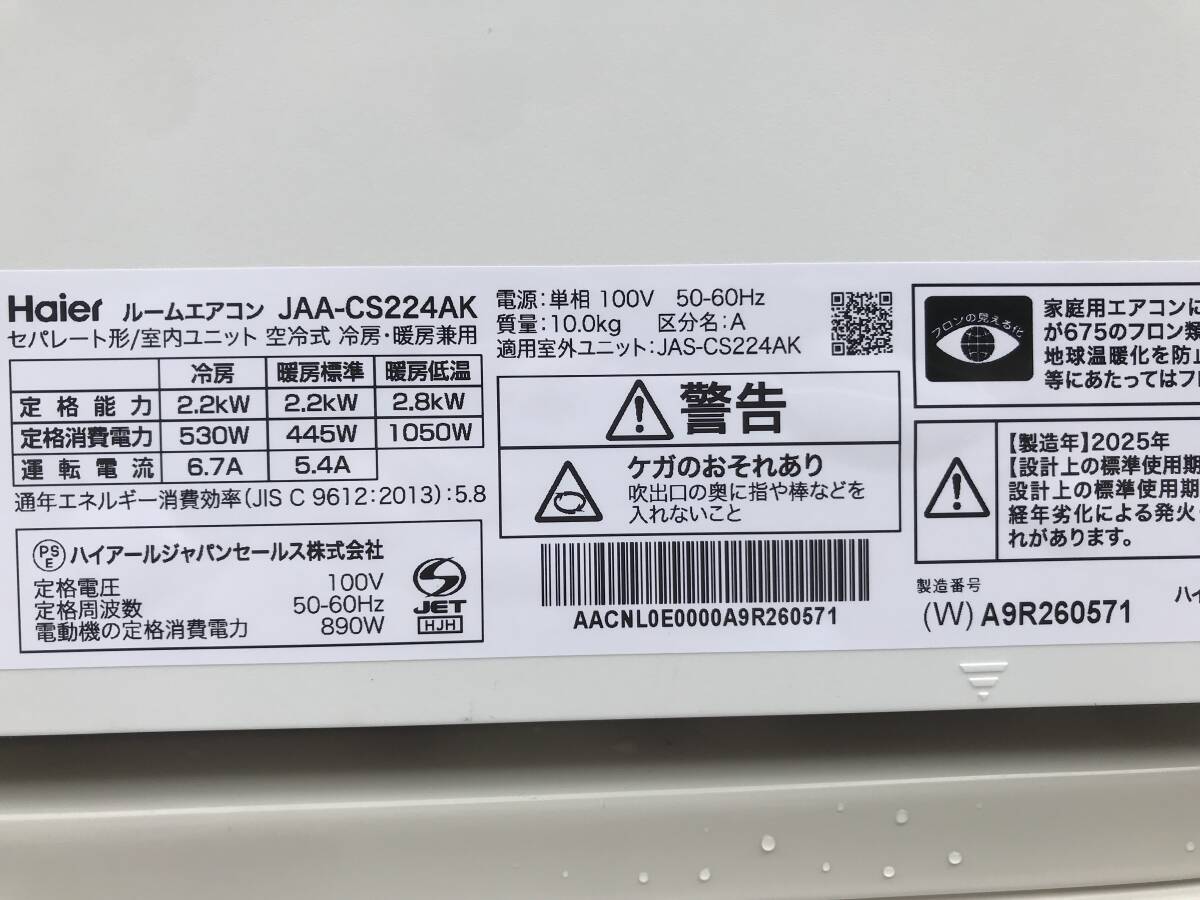 Haier ルームエアコン JAA-CS224AK
セパレート形/室内ユニット 空冷式 冷房・暖房兼用
冷房 暖房標準 暖房低温
定格能力 2.2kW 2.2kW 2.8kW
定格消費電力 530W 445W 1050W
運転電流 6.7A 5.4A
通年エネルギー消費効率(JIS C 9612:2013):5.8
PSE ハイアールジャパンセールス株式会社
定格電圧 100V
定格周波数 50-60Hz
電動機の定格消費電力 890W
JET
HJH
電源:単相 100V 50-60Hz
質量:10.0kg 区分名:A
適用室外ユニット:JAS-CS224AK
警告
ケガのおそれあり
吹出口の奥に指や棒などを
入れないこと
AACNL0E0000A9R260571
フロンの見える化
家庭用エアコンに
が675のフロン類
地球温暖化を防止
等にあたってはフ
【製造年】2025年
【設計上の標準使用期
設計上の標準使用期
経年劣化による発火
れがあります。
製造番号
(W) A9R260571
ハイ